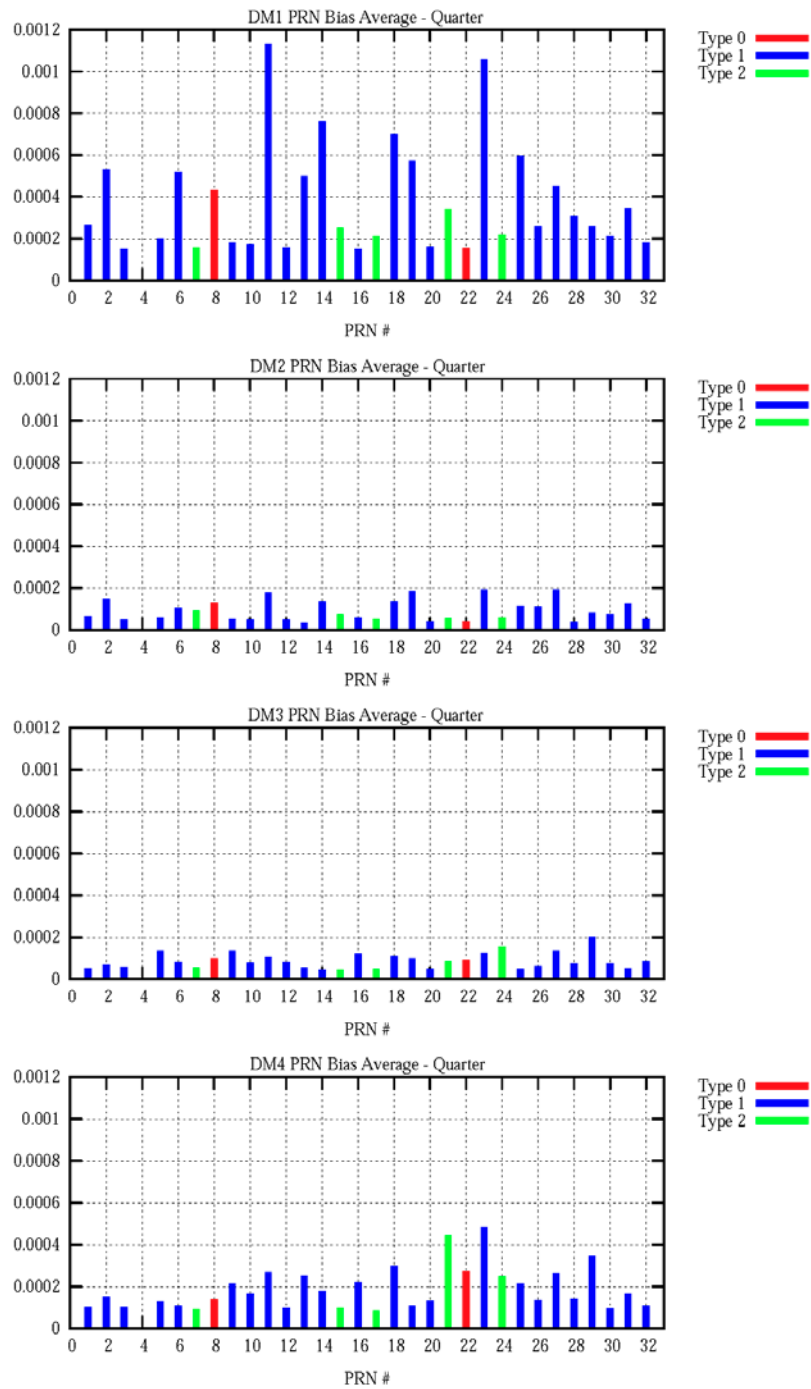 DM1 PRN Bias Average - Quarter
0.0012
0.001
0.0008
0.0006
0.0004
0.0002
0
Type 0
Type 1
Type 2
0 2 4 6 8 10 12 14 16 18 20 22 24 26 28 30 32
PRN #
DM2 PRN Bias Average - Quarter
0.0012
0.001
0.0008
0.0006
0.0004
0.0002
0
Type 0
Type 1
Type 2
0 2 4 6 8 10 12 14 16 18 20 22 24 26 28 30 32
PRN #
DM3 PRN Bias Average - Quarter
0.0012
0.001
0.0008
0.0006
0.0004
0.0002
0
Type 0
Type 1
Type 2
0 2 4 6 8 10 12 14 16 18 20 22 24 26 28 30 32
PRN #
DM4 PRN Bias Average - Quarter
0.0012
0.001
0.0008
0.0006
0.0004
0.0002
0
Type 0
Type 1
Type 2
0 2 4 6 8 10 12 14 16 18 20 22 24 26 28 30 32
PRN #